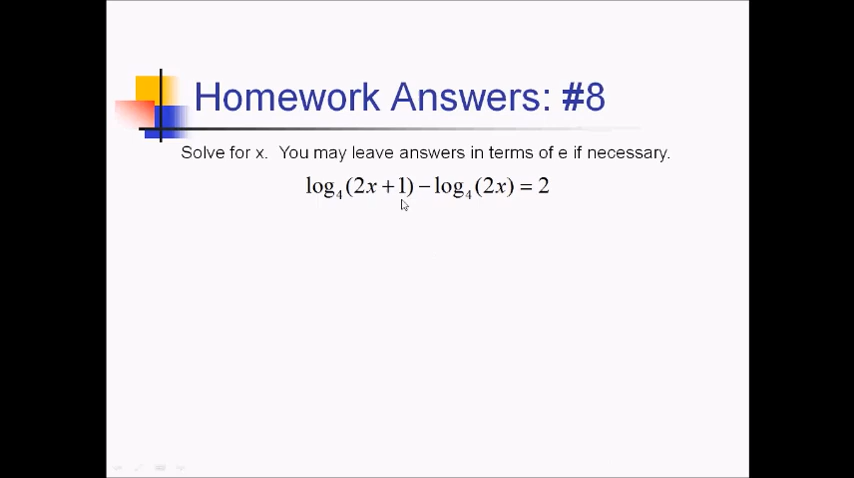 Homework Answers: #8
Solve for x. You may leave answers in terms of e if necessary.
log₄(2x+1)−log₄(2x)=2